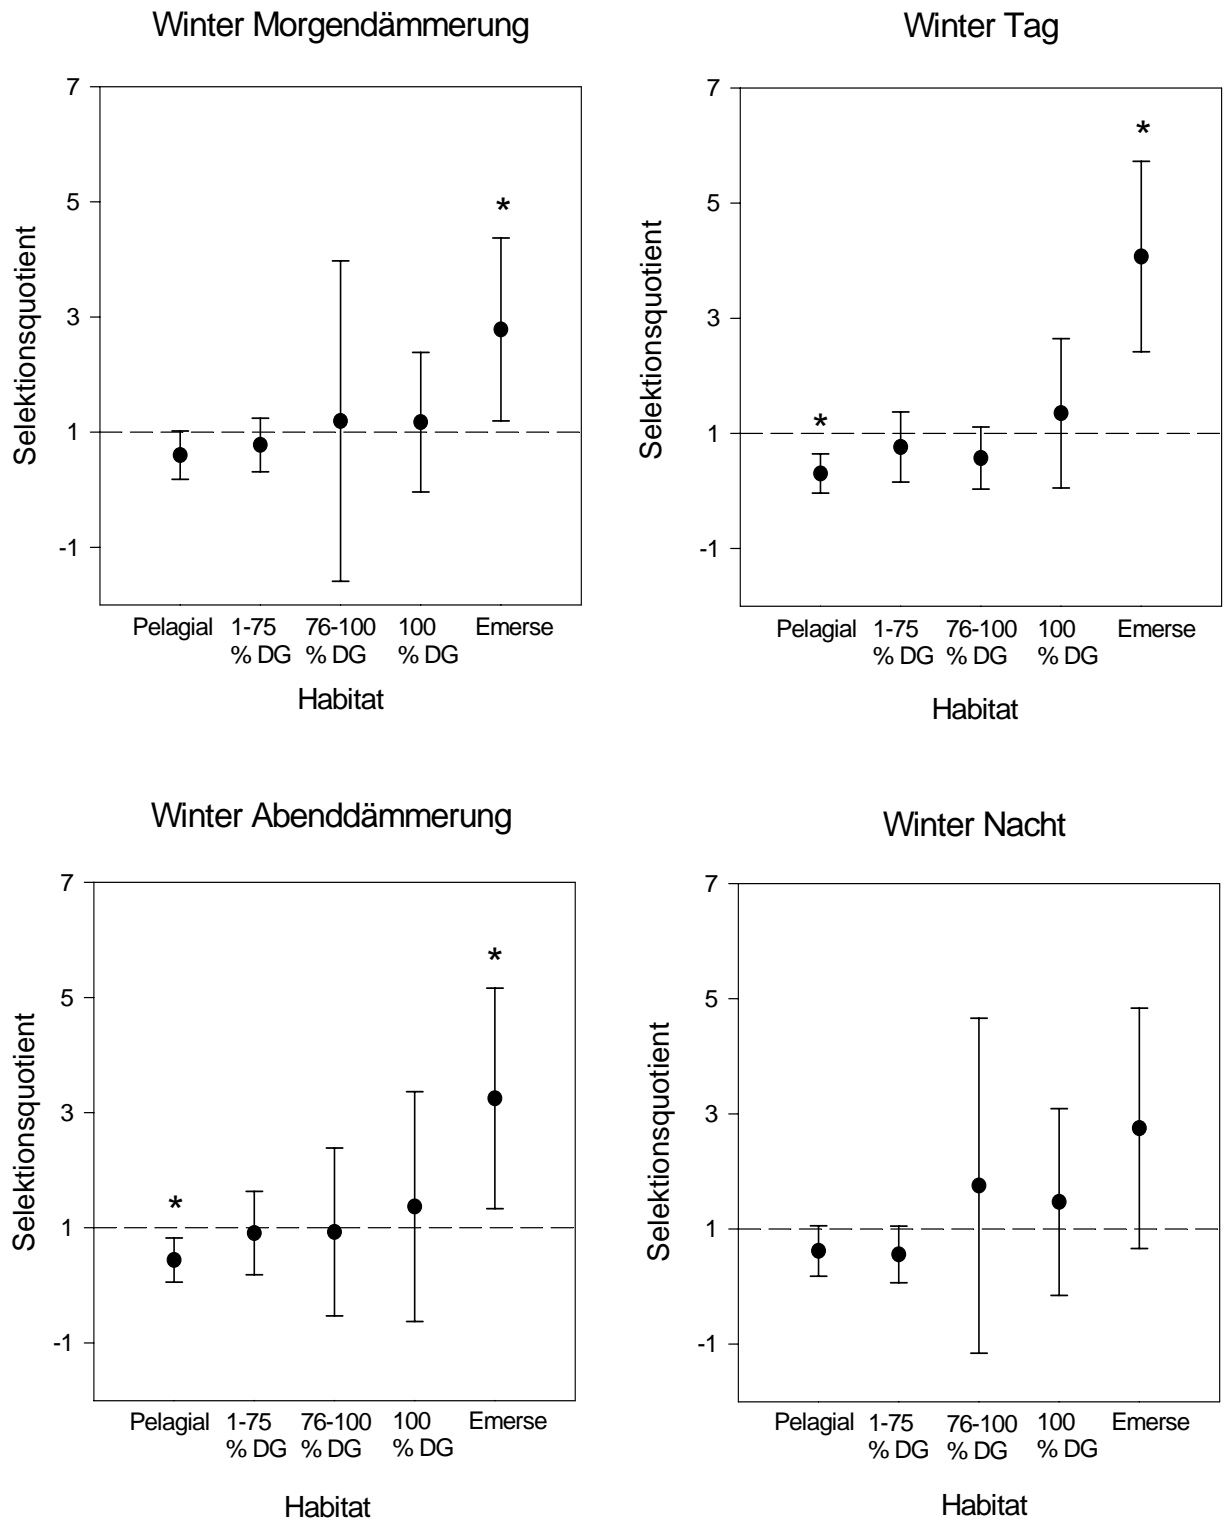 Winter Morgendämmerung
7
5
3
1
-1
Selektionsquotient
*
Pelagial 1-75 % DG 76-100 % DG 100 % DG Emerse
Habitat
Winter Tag
7
5
3
1
-1
Selektionsquotient
*
*
Pelagial 1-75 % DG 76-100 % DG 100 % DG Emerse
Habitat
Winter Abenddämmerung
7
5
3
1
-1
Selektionsquotient
*
*
Pelagial 1-75 % DG 76-100 % DG 100 % DG Emerse
Habitat
Winter Nacht
7
5
3
1
-1
Selektionsquotient
Pelagial 1-75 % DG 76-100 % DG 100 % DG Emerse
Habitat